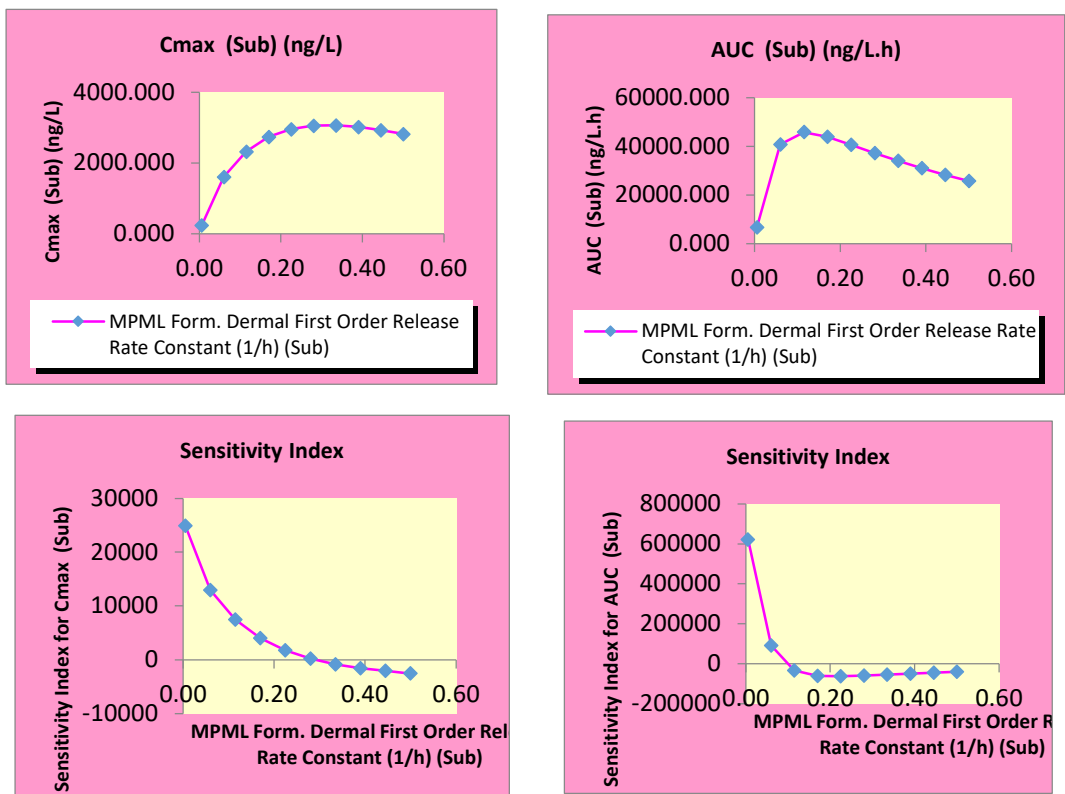 Cmax (Sub) (ng/L)
Cmax (Sub) (ng/L)
4000.000
2000.000
0.000
0.00 0.20 0.40 0.60
MPML Form. Dermal First Order Release
Rate Constant (1/h) (Sub)
AUC (Sub) (ng/L.h)
AUC (Sub) (ng/L.h)
60000.000
40000.000
20000.000
0.000
0.00 0.20 0.40 0.60
MPML Form. Dermal First Order Release Rate
Constant (1/h) (Sub)
Sensitivity Index
Sensitivity Index for Cmax (Sub)
30000
20000
10000
0
-10000
0.00 0.20 0.40 0.60
MPML Form. Dermal First Order Rel
Rate Constant (1/h) (Sub)
Sensitivity Index
Sensitivity Index for AUC (Sub)
800000
600000
400000
200000
0
-200000
0.00 0.20 0.40 0.60
MPML Form. Dermal First Order R
Rate Constant (1/h) (Sub)